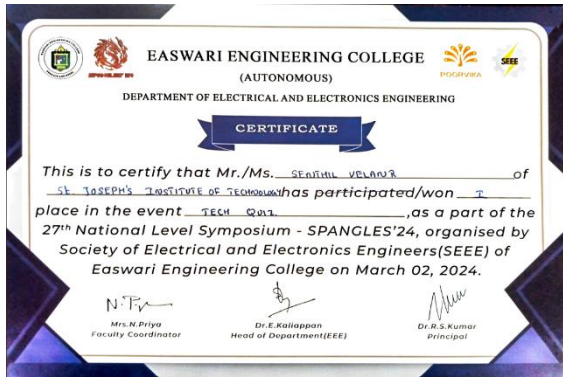 EASWARI ENGINEERING COLLEGE
(AUTONOMOUS)
SPANGLES'24
POORVIKA
SEEE
DEPARTMENT OF ELECTRICAL AND ELECTRONICS ENGINEERING
CERTIFICATE
This is to certify that Mr./Ms. SENTHIL VELAN.R of
St. JOSEPH'S INSTITUTE OF TECHNOLOGY has participated/won I
place in the event TECH QUIZ ,as a part of the
27th National Level Symposium - SPANGLES'24, organised by
Society of Electrical and Electronics Engineers(SEEE) of
Easwari Engineering College on March 02, 2024.
Mrs.N.Priya Dr.E.Kaliappan Dr.R.S.Kumar
Faculty Coordinator Head of Department(EEE) Principal